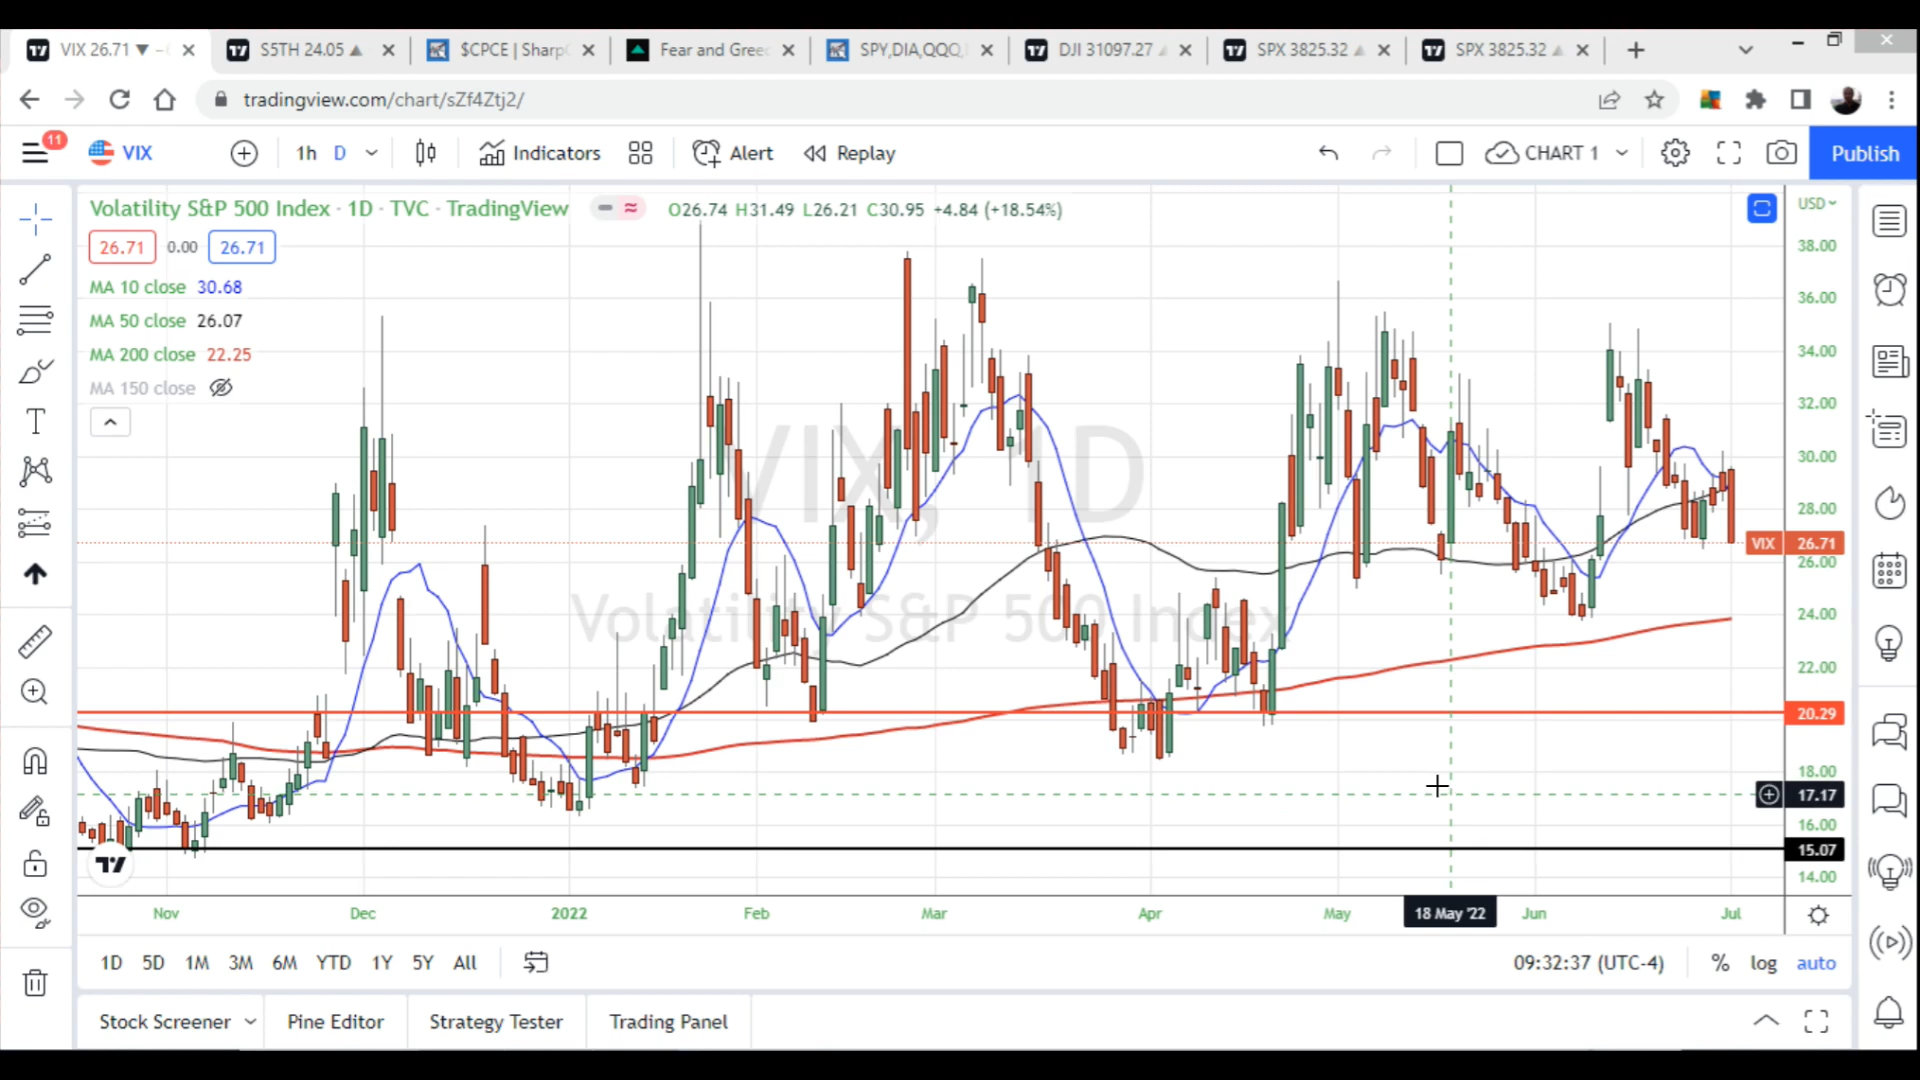 VIX 26.71 ▼ −
S5TH 24.05 ▲
$CPCE | Sharp
Fear and Gree
SPY,DIA,QQQ,
DJI 31097.27
SPX 3825.32
SPX 3825.32
tradingview.com/chart/sZf4Ztj2/
11
VIX
1h
D
Indicators
Alert
Replay
CHART 1
Publish
Volatility S&P 500 Index · 1D · TVC · TradingView
O26.74 H31.49 L26.21 C30.95 +4.84 (+18.54%)
USD
26.71
0.00
26.71
MA 10 close 30.68
MA 50 close 26.07
MA 200 close 22.25
MA 150 close
VIX, 1D
Volatility S&P 500 Index
38.00
36.00
34.00
32.00
30.00
28.00
VIX 26.71
26.00
24.00
22.00
20.29
18.00
17.17
16.00
15.07
14.00
Nov
Dec
2022
Feb
Mar
Apr
May
18 May '22
Jun
Jul
1D
5D
1M
3M
6M
YTD
1Y
5Y
All
09:32:37 (UTC-4)
%
log
auto
Stock Screener
Pine Editor
Strategy Tester
Trading Panel